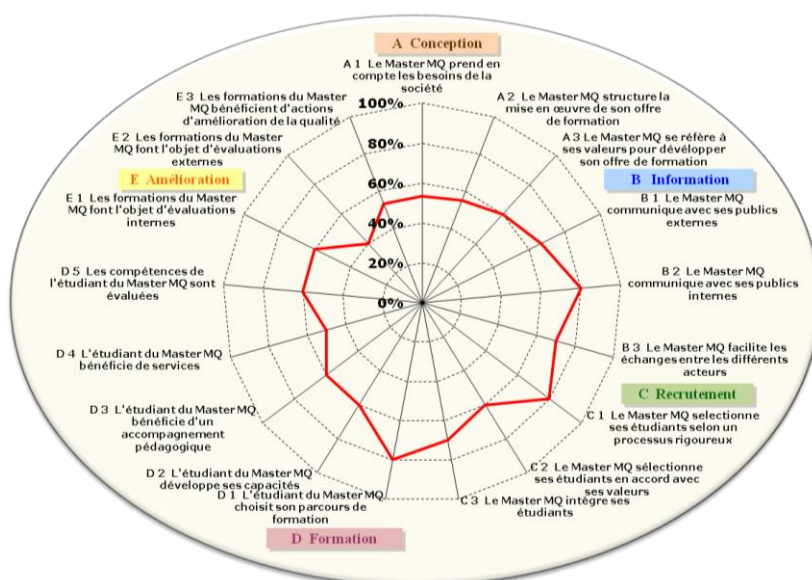 A Conception
A 1 Le Master MQ prend en
compte les besoins de la
société
A 2 Le Master MQ structure la
mise en œuvre de son offre
de formation
A 3 Le Master MQ se réfère à
ses valeurs pour développer
son offre de formation
B Information
B 1 Le Master MQ
communique avec ses publics
externes
B 2 Le Master MQ
communique avec ses publics
internes
B 3 Le Master MQ facilite les
échanges entre les différents
acteurs
C Recrutement
C 1 Le Master MQ selectionne
ses étudiants selon un
processus rigoureux
C 2 Le Master MQ sélectionne
ses étudiants en accord avec
ses valeurs
C 3 Le Master MQ intègre ses
étudiants
D 1 L'étudiant du Master MQ
choisit son parcours de
formation
D Formation
D 2 L'étudiant du Master MQ
développe ses capacités
D 3 L'étudiant du Master MQ
bénéficie d'un
accompagnement
pédagogique
D 4 L'étudiant du Master MQ
bénéficie de services
D 5 Les compétences de
l'étudiant du Master MQ sont
évaluées
E 1 Les formations du Master
MQ font l'objet d'évaluations
internes
E Amélioration
E 2 Les formations du Master
MQ font l'objet d'évaluations
externes
E 3 Les formations du Master
MQ bénéficient d'actions
d'amélioration de la qualité
100%
80%
60%
40%
20%
0%